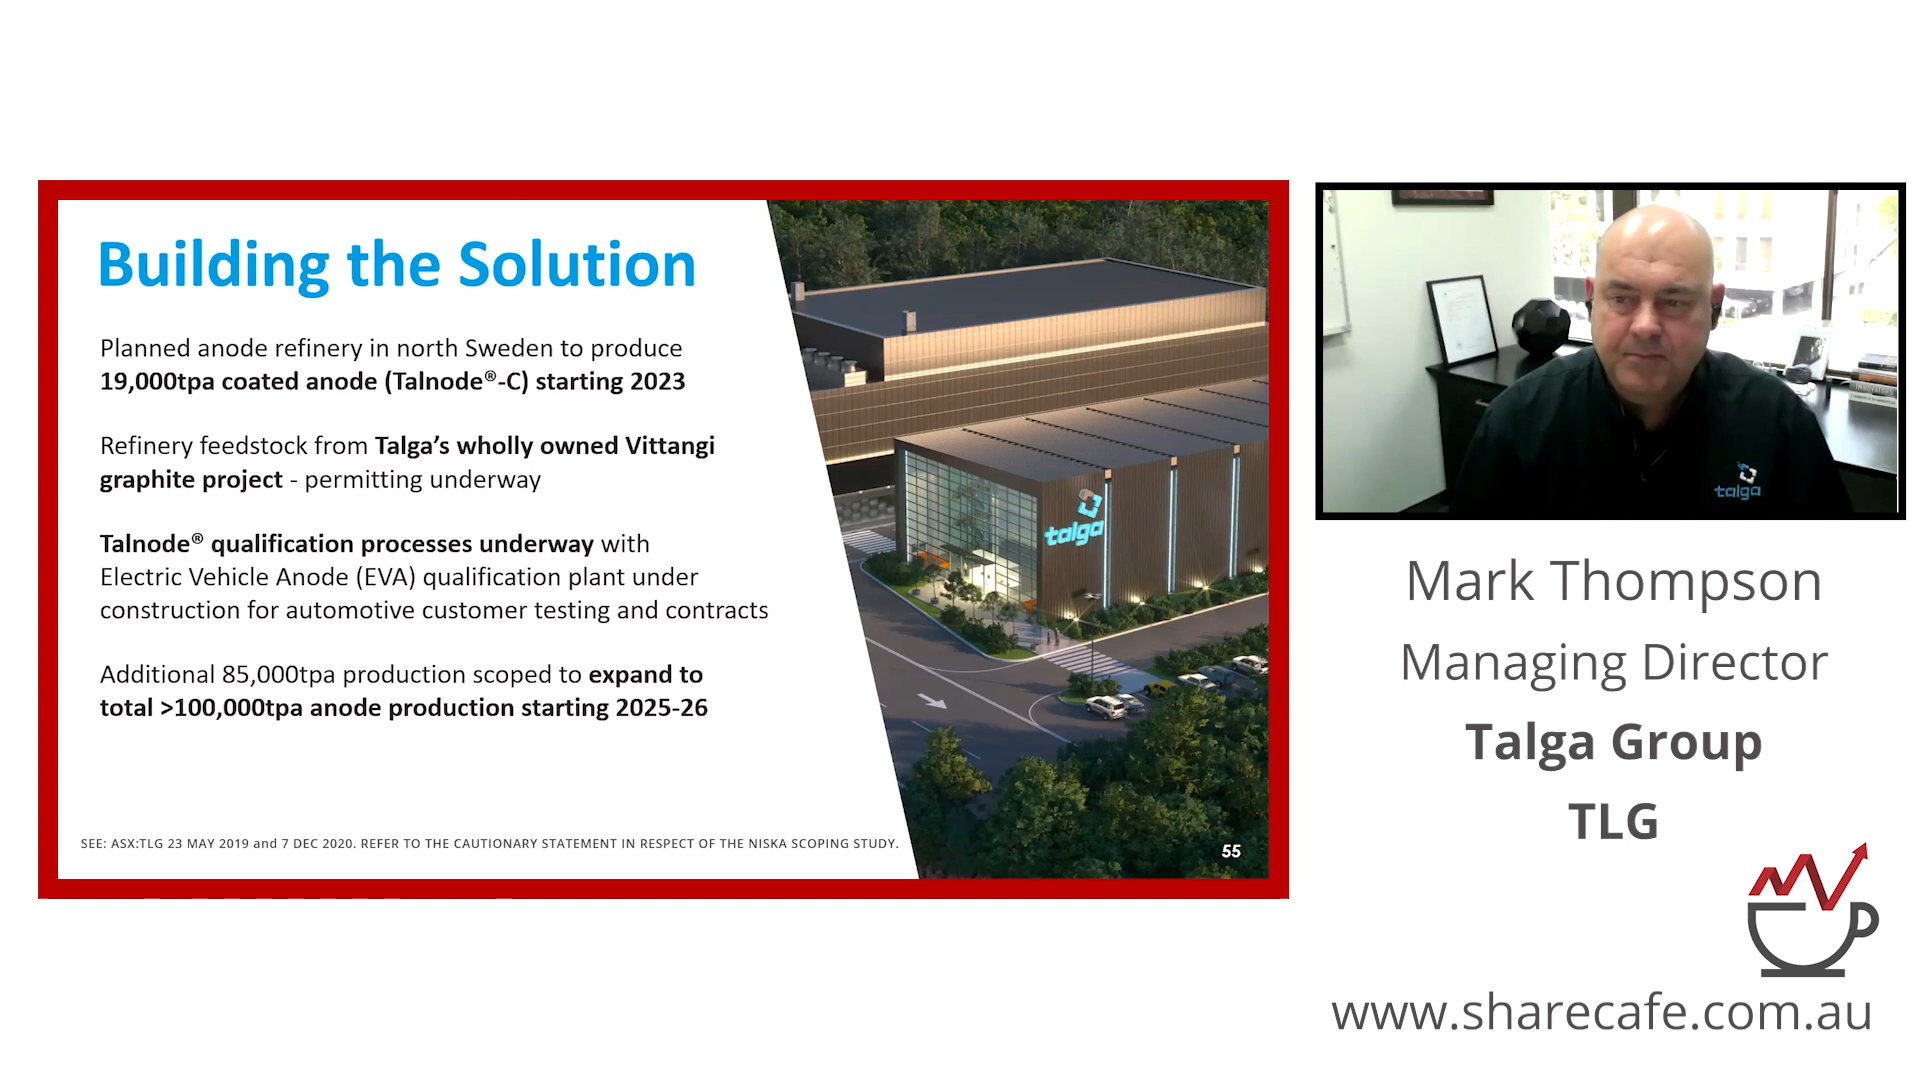 Building the Solution
Planned anode refinery in north Sweden to produce
19,000tpa coated anode (Talnode®-C) starting 2023
Refinery feedstock from Talga’s wholly owned Vittangi
graphite project - permitting underway
Talnode® qualification processes underway with
Electric Vehicle Anode (EVA) qualification plant under
construction for automotive customer testing and contracts
Additional 85,000tpa production scoped to expand to
total >100,000tpa anode production starting 2025-26
SEE: ASX:TLG 23 MAY 2019 and 7 DEC 2020. REFER TO THE CAUTIONARY STATEMENT IN RESPECT OF THE NISKA SCOPING STUDY.
talga
55
talga
Mark Thompson
Managing Director
Talga Group
TLG
www.sharecafe.com.au